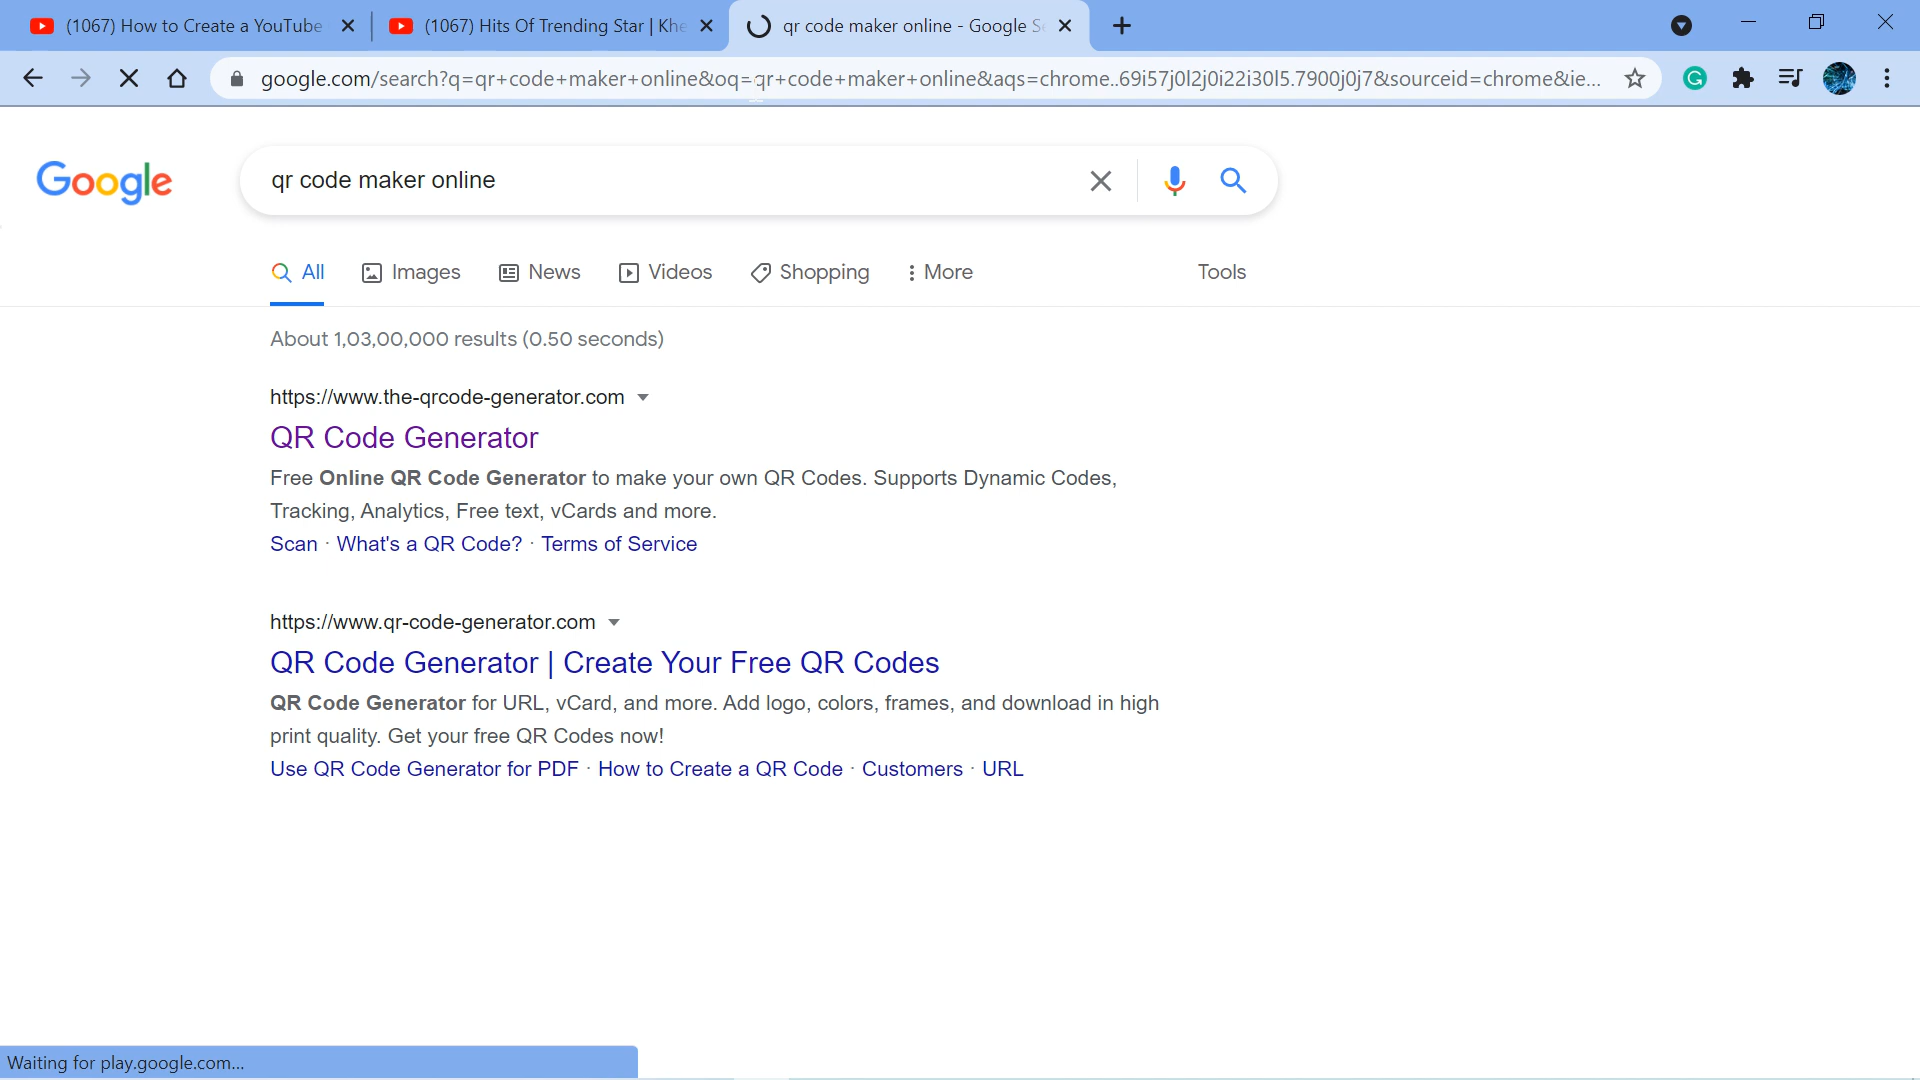 (1067) How to Create a YouTube
(1067) Hits Of Trending Star | Khe
qr code maker online - Google S
google.com/search?q=qr+code+maker+online&oq=qr+code+maker+online&aqs=chrome..69i57j0l2j0i22i30l5.7900j0j7&sourceid=chrome&ie...
Google
qr code maker online
All
Images
News
Videos
Shopping
More
Tools
About 1,03,00,000 results (0.50 seconds)
https://www.the-qrcode-generator.com
QR Code Generator
Free Online QR Code Generator to make your own QR Codes. Supports Dynamic Codes,
Tracking, Analytics, Free text, vCards and more.
Scan · What's a QR Code? · Terms of Service
https://www.qr-code-generator.com
QR Code Generator | Create Your Free QR Codes
QR Code Generator for URL, vCard, and more. Add logo, colors, frames, and download in high
print quality. Get your free QR Codes now!
Use QR Code Generator for PDF · How to Create a QR Code · Customers · URL
Waiting for play.google.com...